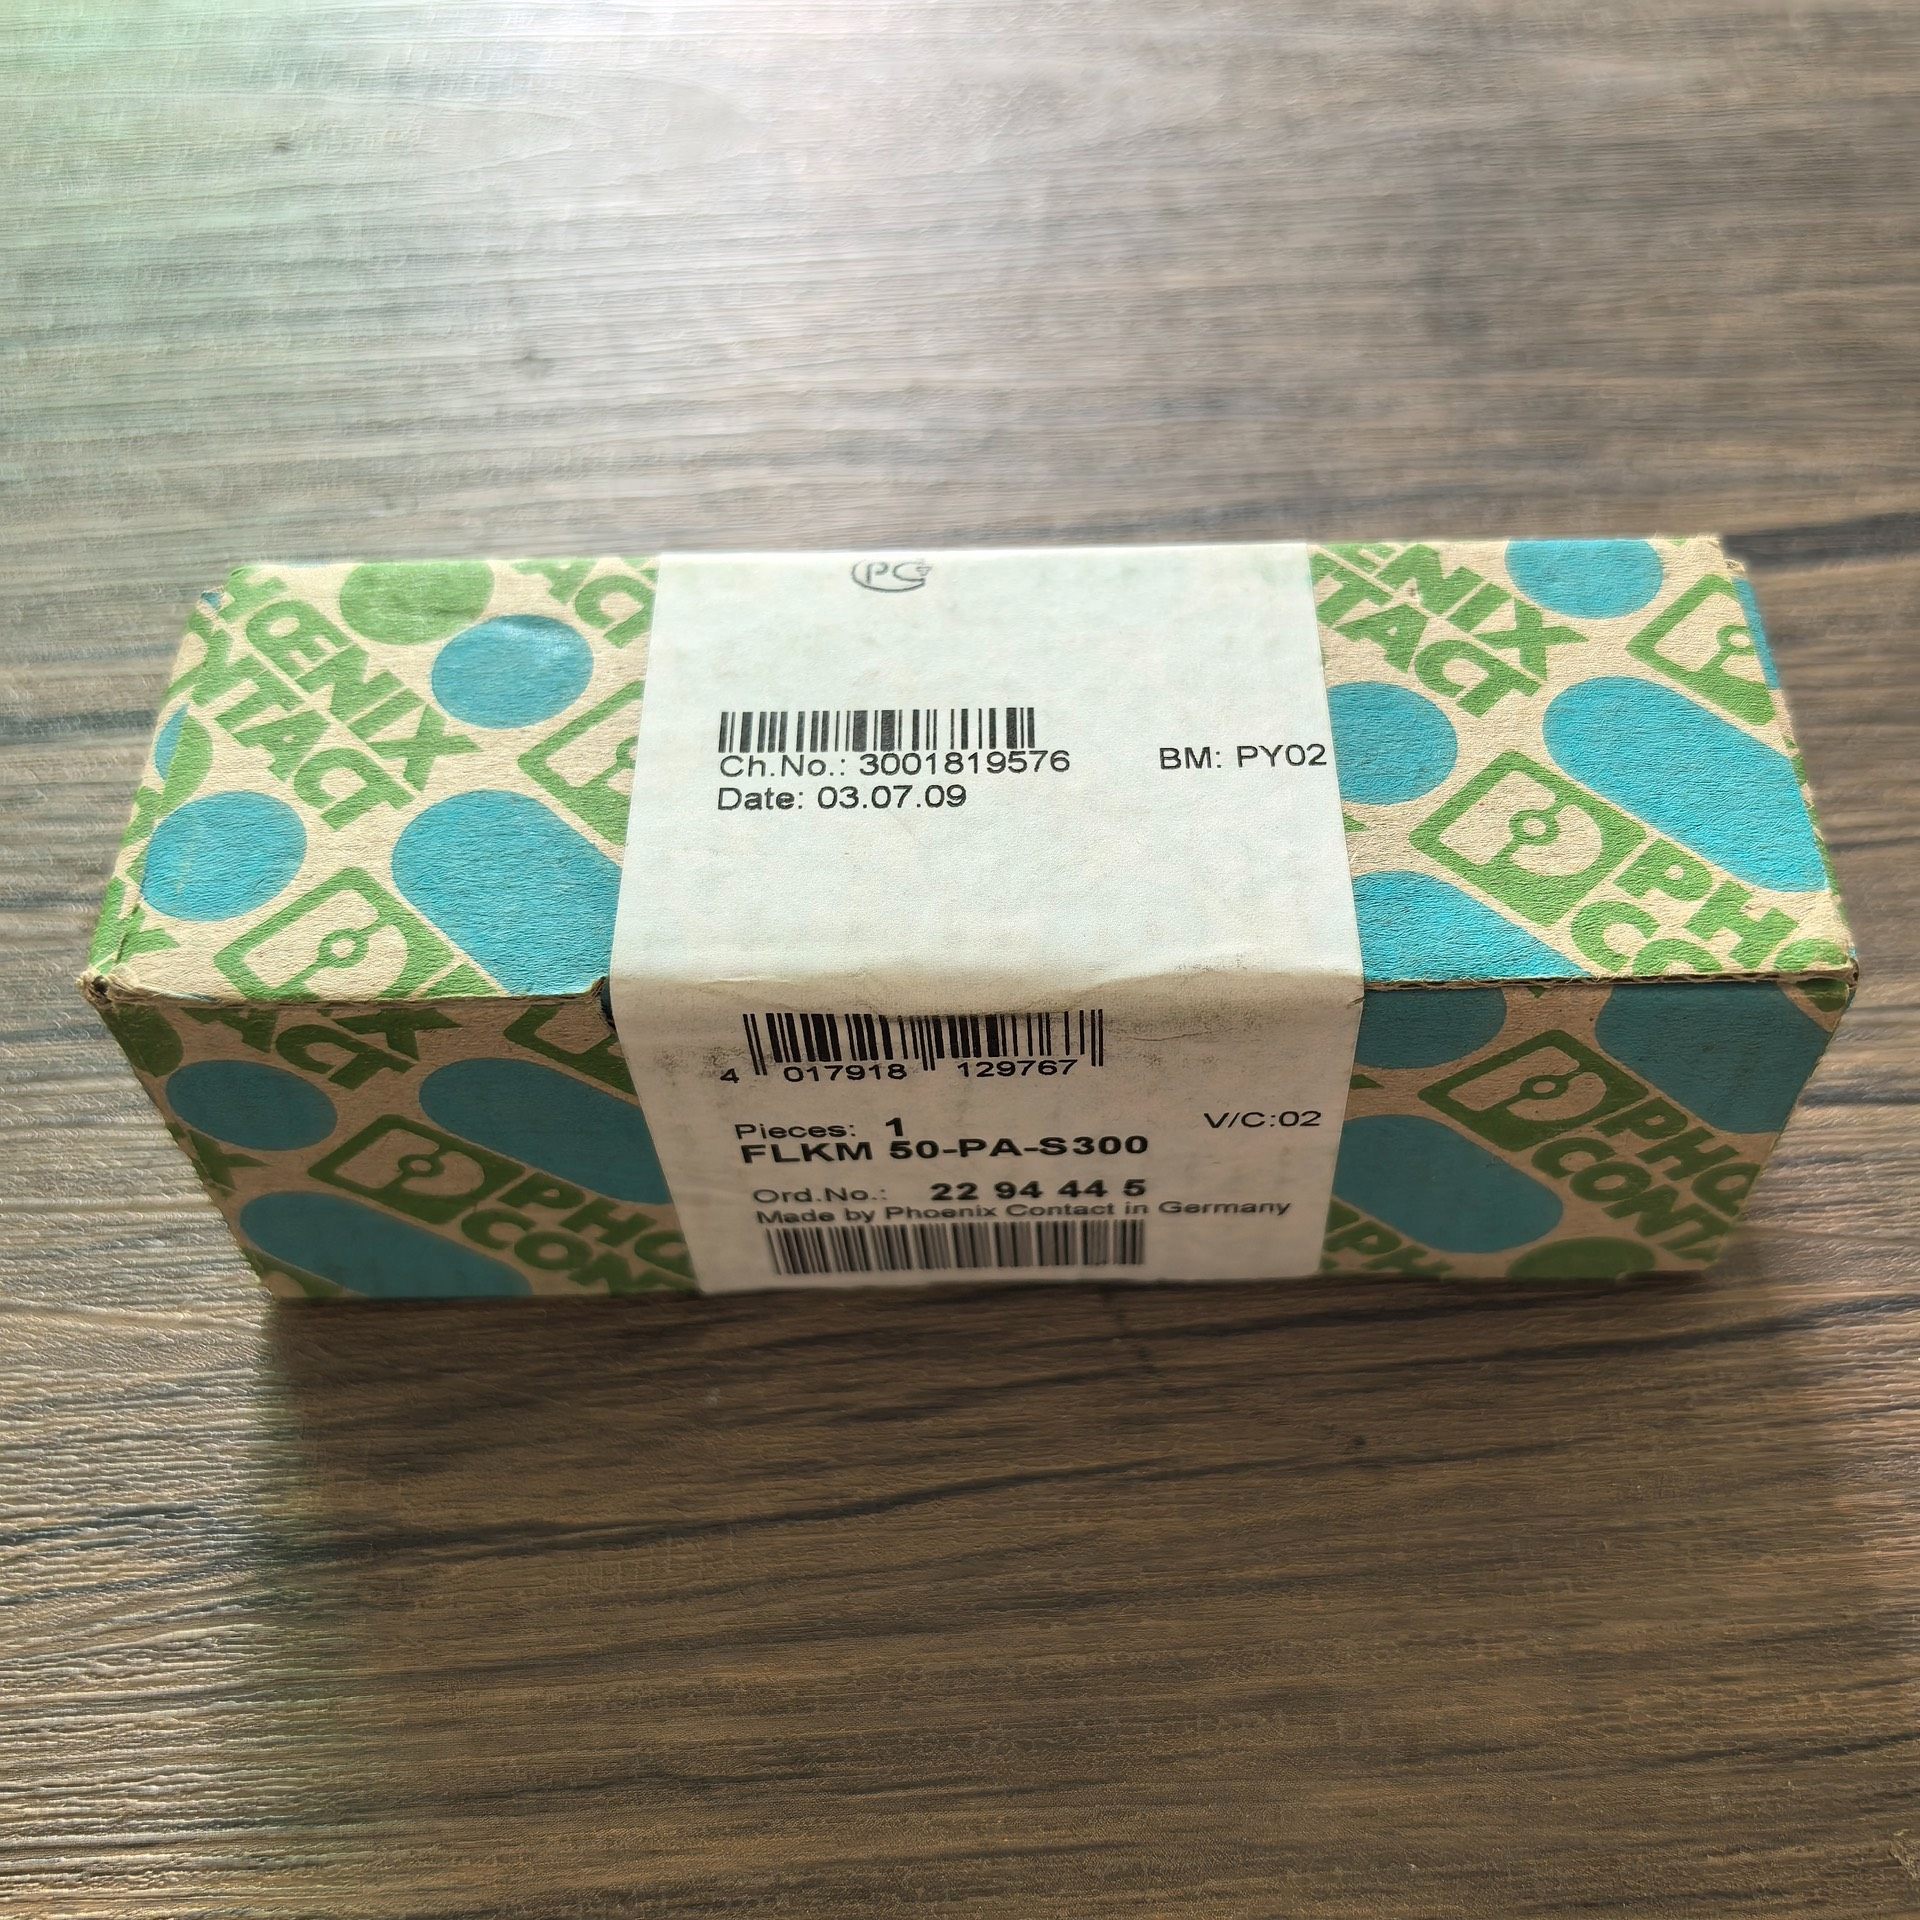 PHOENIX
CONTACT
Ch.No.: 3001819576
BM: PY02
Date: 03.07.09
4 017918 129767
Pieces: 1
V/C:02
FLKM 50-PA-S300
Ord.No.: 22 94 44 5
Made by Phoenix Contact in Germany